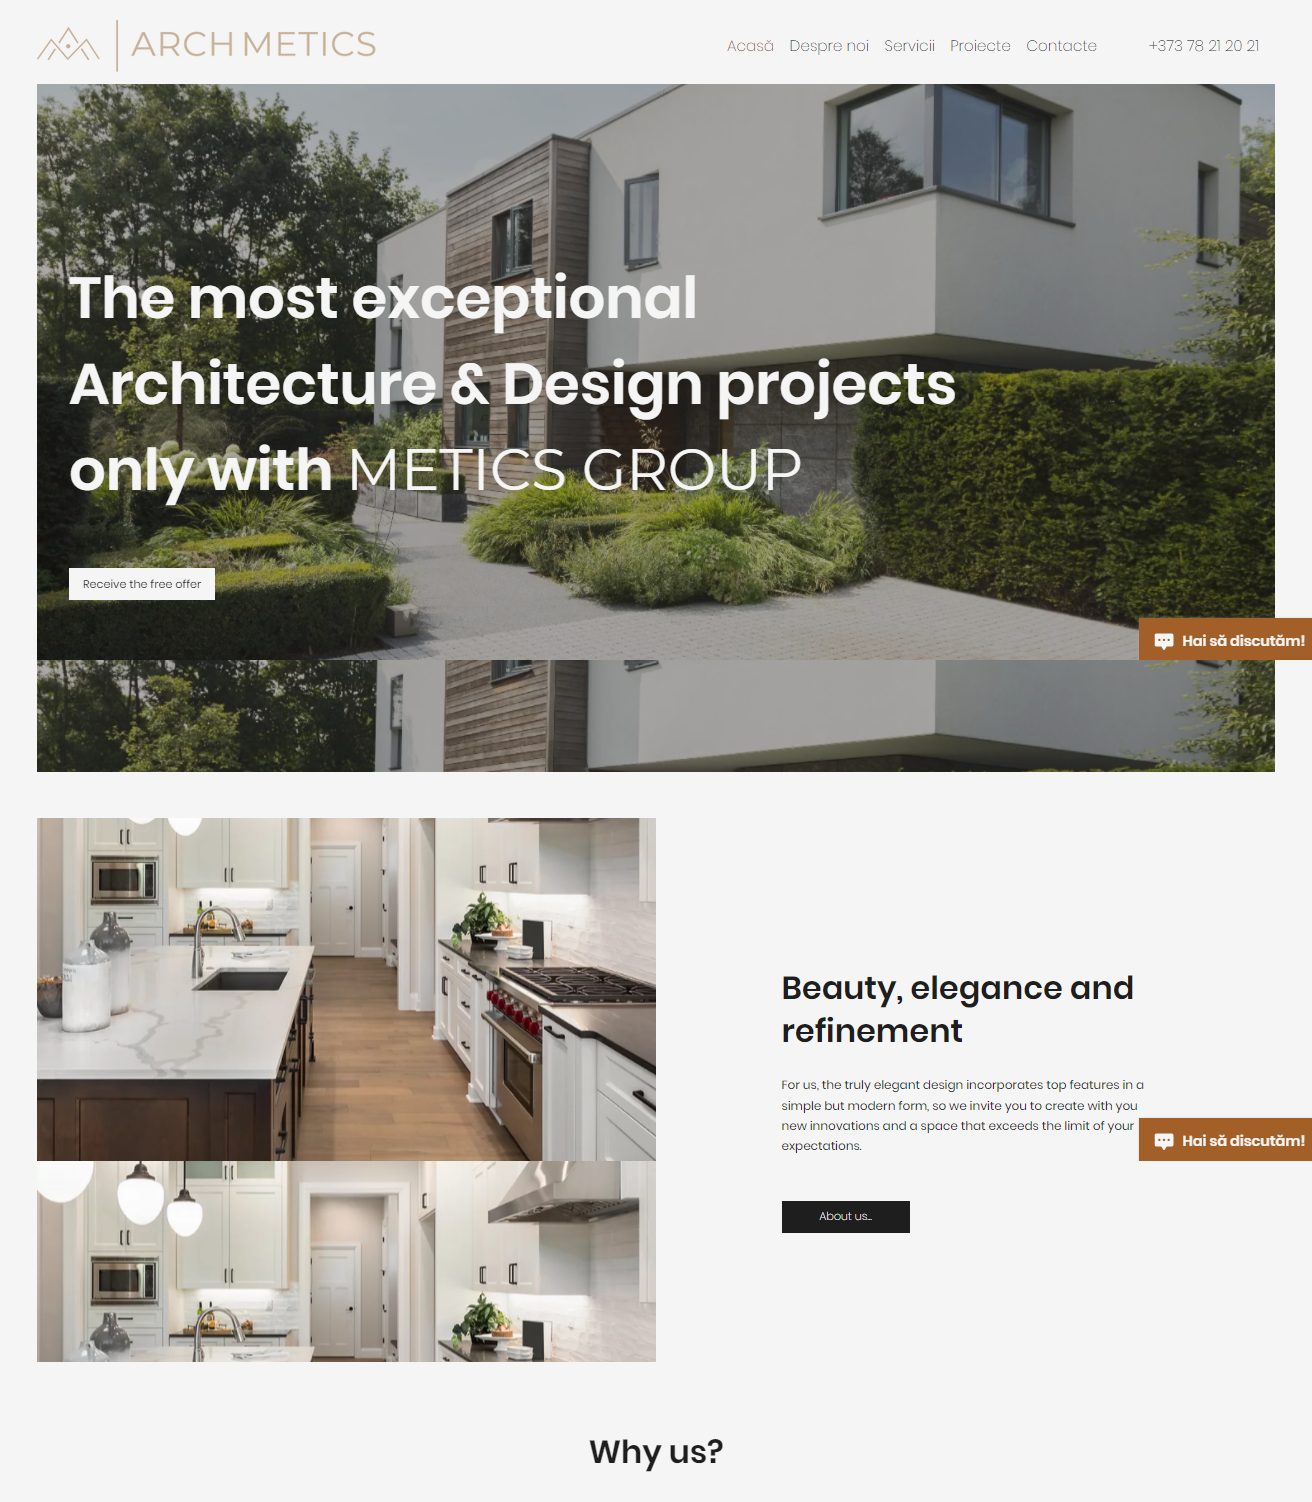 ARCH METICS
Acasă Despre noi Servicii Proiecte Contacte +373 78 21 20 21
The most exceptional
Architecture & Design projects
only with METICS GROUP
Receive the free offer
Hai să discutăm!
Beauty, elegance and
refinement
For us, the truly elegant design incorporates top features in a
simple but modern form, so we invite you to create with you
new innovations and a space that exceeds the limit of your
expectations.
Hai să discutăm!
About us...
Why us?